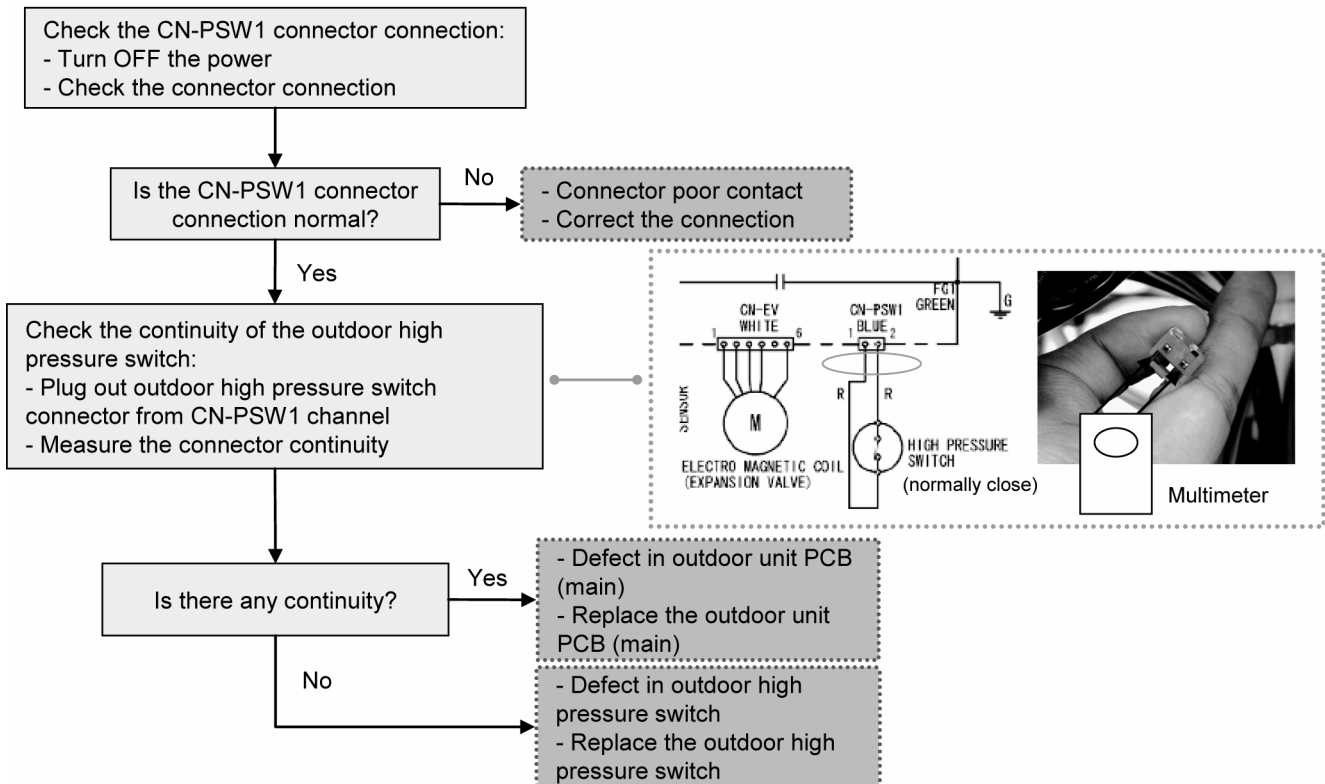 Check the CN-PSW1 connector connection:
- Turn OFF the power
- Check the connector connection
Is the CN-PSW1 connector
connection normal?
No
- Connector poor contact
- Correct the connection
Yes
Check the continuity of the outdoor high
pressure switch:
- Plug out outdoor high pressure switch
connector from CN-PSW1 channel
- Measure the connector continuity
FG1
GREEN
G
CN-EV
WHITE
1
6
CN-PSW1
BLUE
1
2
SENSOR
R
R
M
ELECTRO MAGNETIC COIL
(EXPANSION VALVE)
HIGH PRESSURE
SWITCH
(normally close)
Multimeter
Is there any continuity?
Yes
- Defect in outdoor unit PCB
(main)
- Replace the outdoor unit
PCB (main)
No
- Defect in outdoor high
pressure switch
- Replace the outdoor high
pressure switch